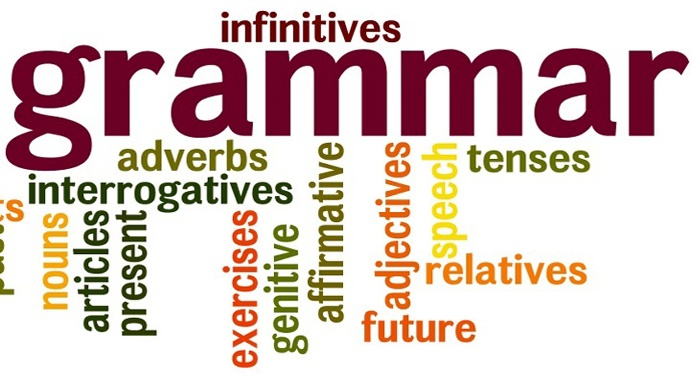 infinitives
grammar
adverbs
tenses
interrogatives
nouns
articles
present
exercises
genitive
affirmative
adjectives
speech
relatives
future